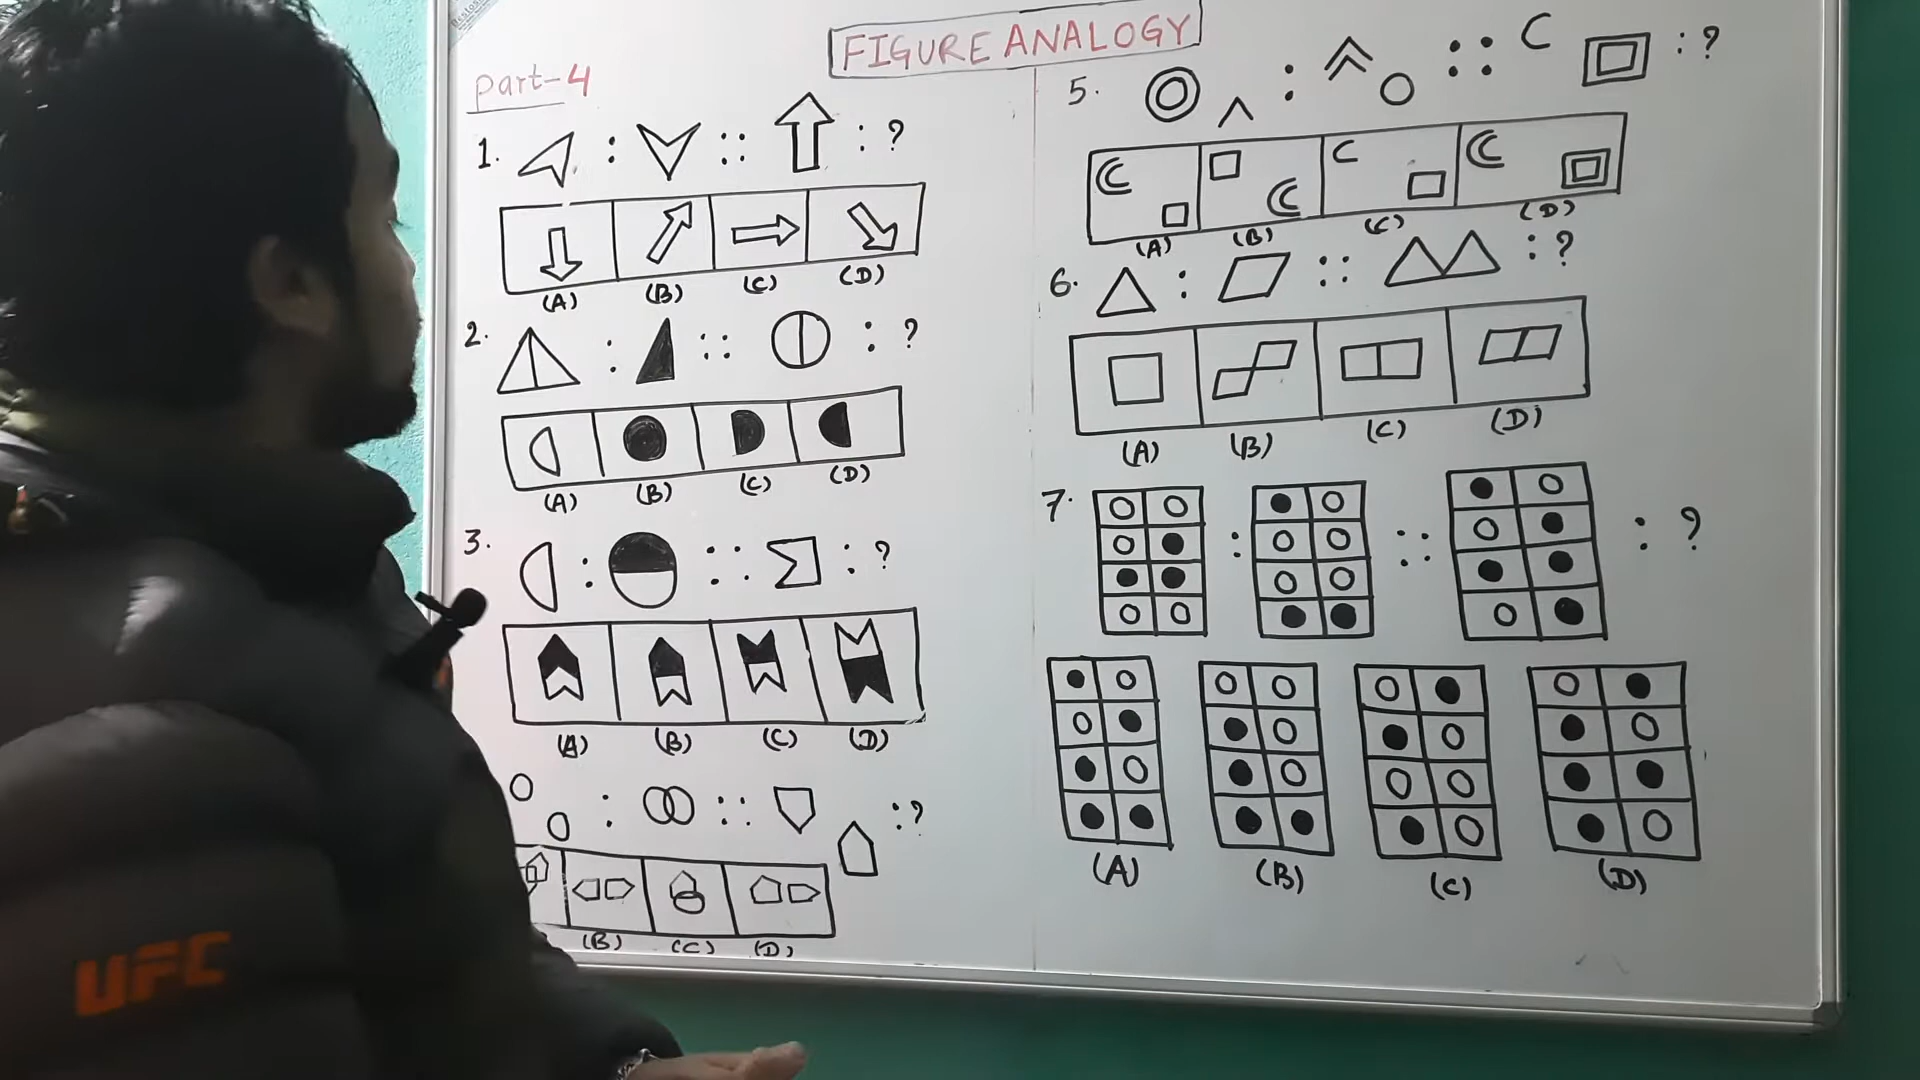 FIGURE ANALOGY
part-4
1. : :: : ?
(A) (B) (C) (D)
2. : :: : ?
(A) (B) (C) (D)
3. : :: : ?
(A) (B) (C) (D)
: :: : ?
(B) (C) (D)
5. : :: : ?
(A) (B) (C) (D)
6. : :: : ?
(A) (B) (C) (D)
7. : :: : ?
(A) (B) (C) (D)
UFC